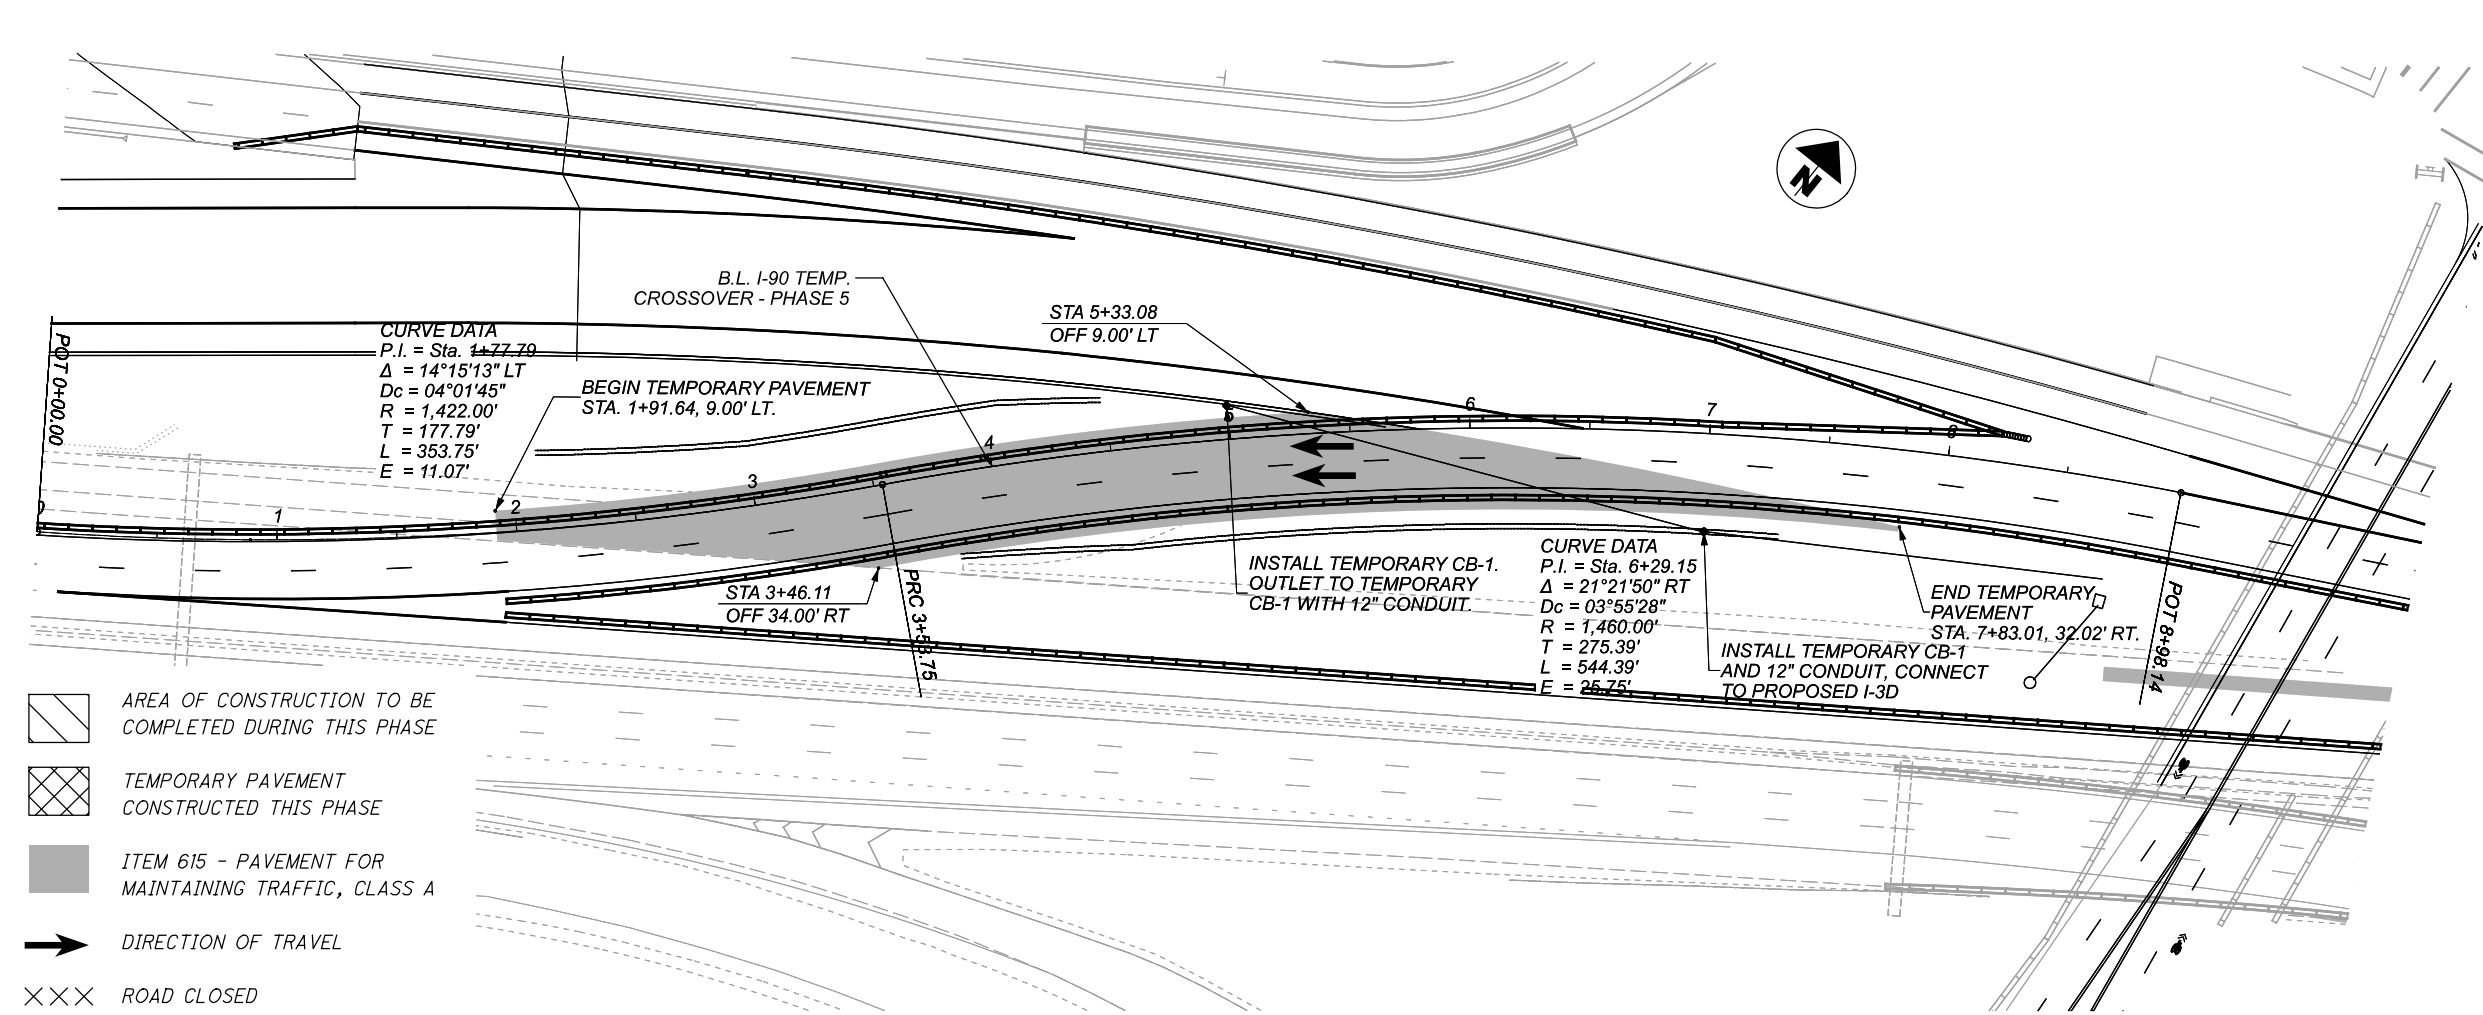 N
B.L. I-90 TEMP.
CROSSOVER - PHASE 5
STA 5+33.08
OFF 9.00' LT
POT 0+00.00
CURVE DATA
P.I. = Sta. 1+77.79
Δ = 14°15'13" LT
Dc = 04°01'45"
R = 1,422.00'
T = 177.79'
L = 353.75'
E = 11.07'
BEGIN TEMPORARY PAVEMENT
STA. 1+91.64, 9.00' LT.
0
1
2
3
4
5
6
7
8
STA 3+46.11
OFF 34.00' RT
PRC 3+53.75
INSTALL TEMPORARY CB-1.
OUTLET TO TEMPORARY
CB-1 WITH 12" CONDUIT.
CURVE DATA
P.I. = Sta. 6+29.15
Δ = 21°21'50" RT
Dc = 03°55'28"
R = 1,460.00'
T = 275.39'
L = 544.39'
E = 25.75'
INSTALL TEMPORARY CB-1
AND 12" CONDUIT, CONNECT
TO PROPOSED I-3D
END TEMPORARY
PAVEMENT
STA. 7+83.01, 32.02' RT.
POT 8+98.14
AREA OF CONSTRUCTION TO BE
COMPLETED DURING THIS PHASE
TEMPORARY PAVEMENT
CONSTRUCTED THIS PHASE
ITEM 615 - PAVEMENT FOR
MAINTAINING TRAFFIC, CLASS A
DIRECTION OF TRAVEL
ROAD CLOSED